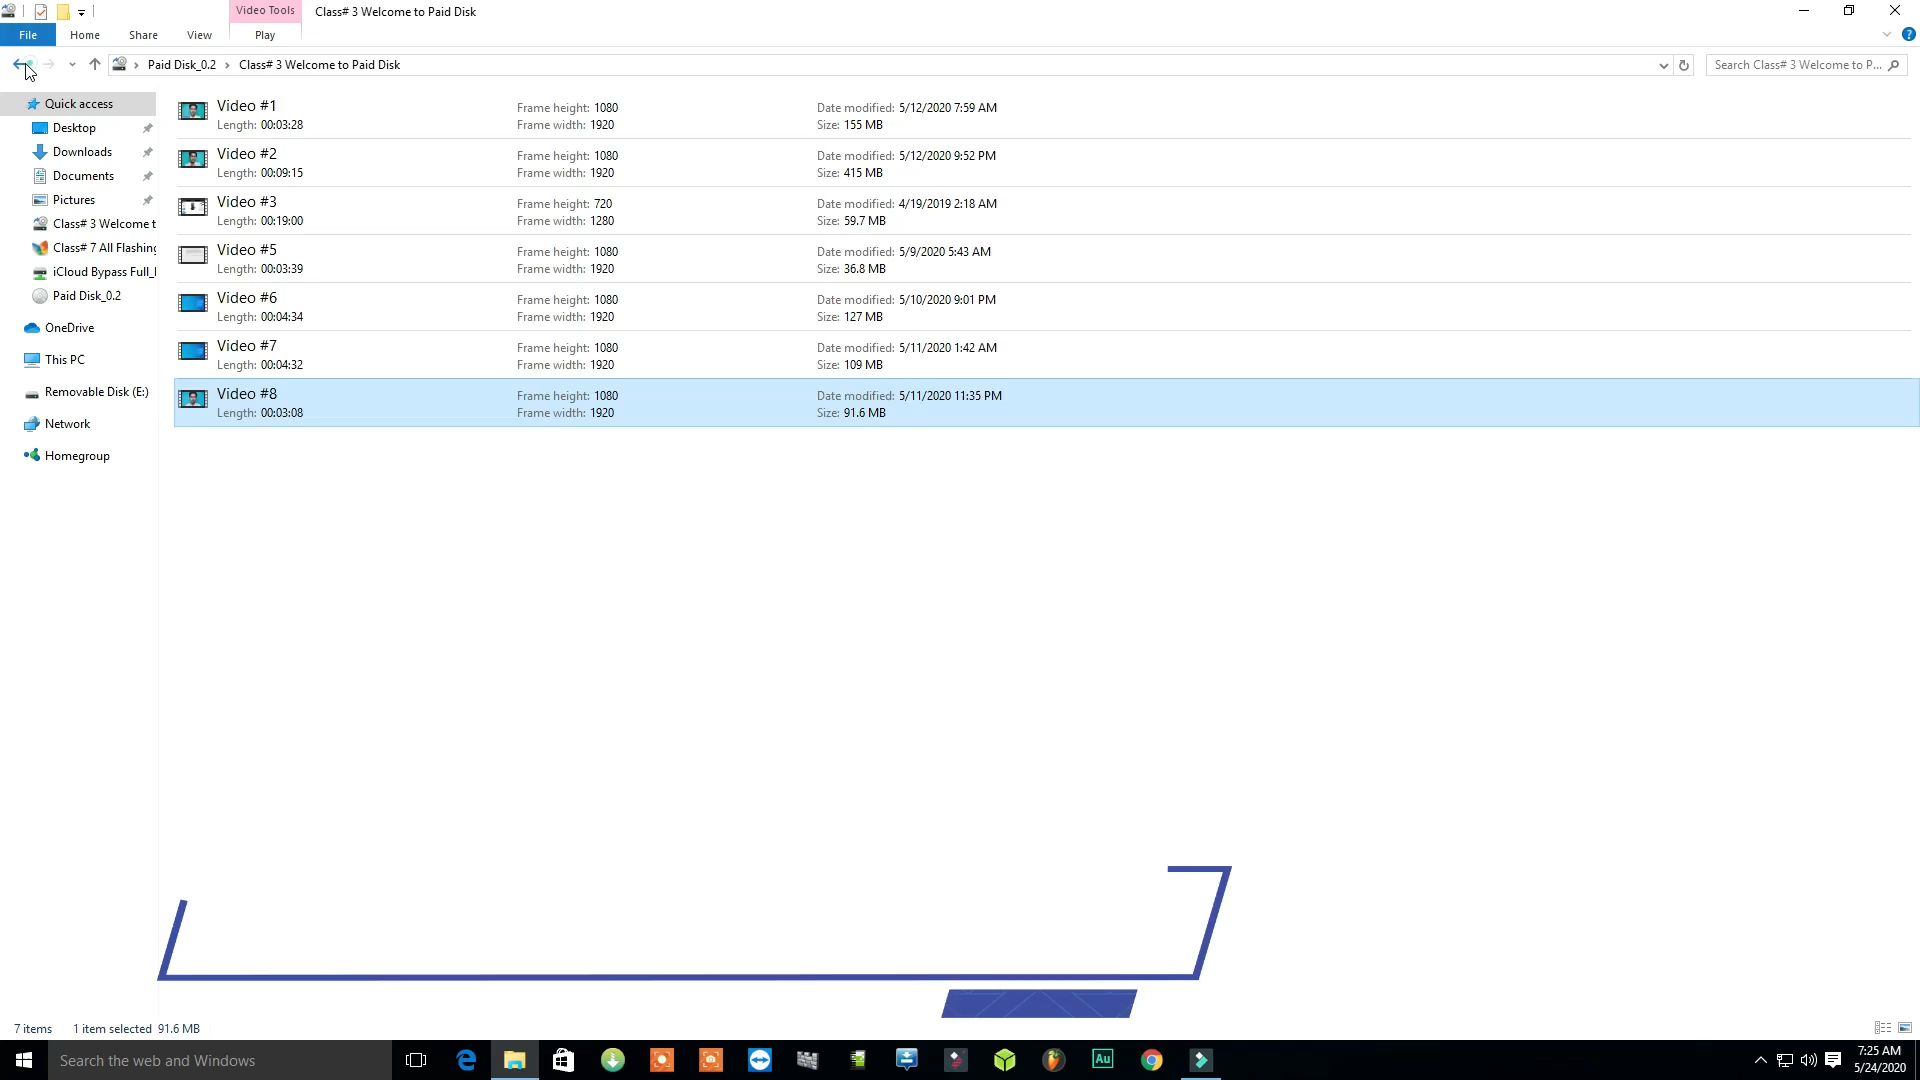 Video Tools
Class# 3 Welcome to Paid Disk
File
Home
Share
View
Play
Paid Disk_0.2
Class# 3 Welcome to Paid Disk
Search Class# 3 Welcome to P...
Quick access
Desktop
Downloads
Documents
Pictures
Class# 3 Welcome t
Class# 7 All Flashing
iCloud Bypass Full_
Paid Disk_0.2
OneDrive
This PC
Removable Disk (E:)
Network
Homegroup
Video #1
Length: 00:03:28
Frame height: 1080
Frame width: 1920
Date modified: 5/12/2020 7:59 AM
Size: 155 MB
Video #2
Length: 00:09:15
Frame height: 1080
Frame width: 1920
Date modified: 5/12/2020 9:52 PM
Size: 415 MB
Video #3
Length: 00:19:00
Frame height: 720
Frame width: 1280
Date modified: 4/19/2019 2:18 AM
Size: 59.7 MB
Video #5
Length: 00:03:39
Frame height: 1080
Frame width: 1920
Date modified: 5/9/2020 5:43 AM
Size: 36.8 MB
Video #6
Length: 00:04:34
Frame height: 1080
Frame width: 1920
Date modified: 5/10/2020 9:01 PM
Size: 127 MB
Video #7
Length: 00:04:32
Frame height: 1080
Frame width: 1920
Date modified: 5/11/2020 1:42 AM
Size: 109 MB
Video #8
Length: 00:03:08
Frame height: 1080
Frame width: 1920
Date modified: 5/11/2020 11:35 PM
Size: 91.6 MB
7 items
1 item selected 91.6 MB
Search the web and Windows
Au
7:25 AM
5/24/2020